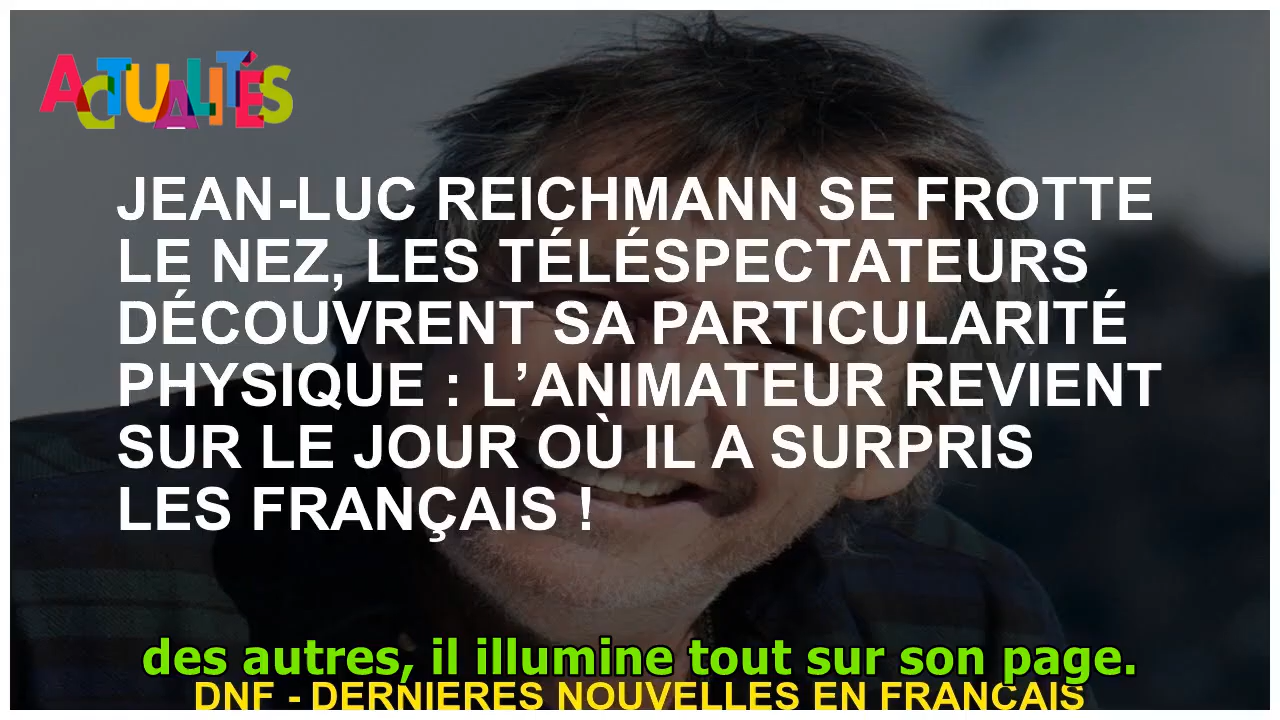 ACTUALITÉS
JEAN-LUC REICHMANN SE FROTTE
LE NEZ, LES TÉLÉSPECTATEURS
DÉCOUVRENT SA PARTICULARITÉ
PHYSIQUE : L’ANIMATEUR REVIENT
SUR LE JOUR OÙ IL A SURPRIS
LES FRANÇAIS !
des autres, il illumine tout sur son page.
DNF - DERNIERES NOUVELLES EN FRANCAIS